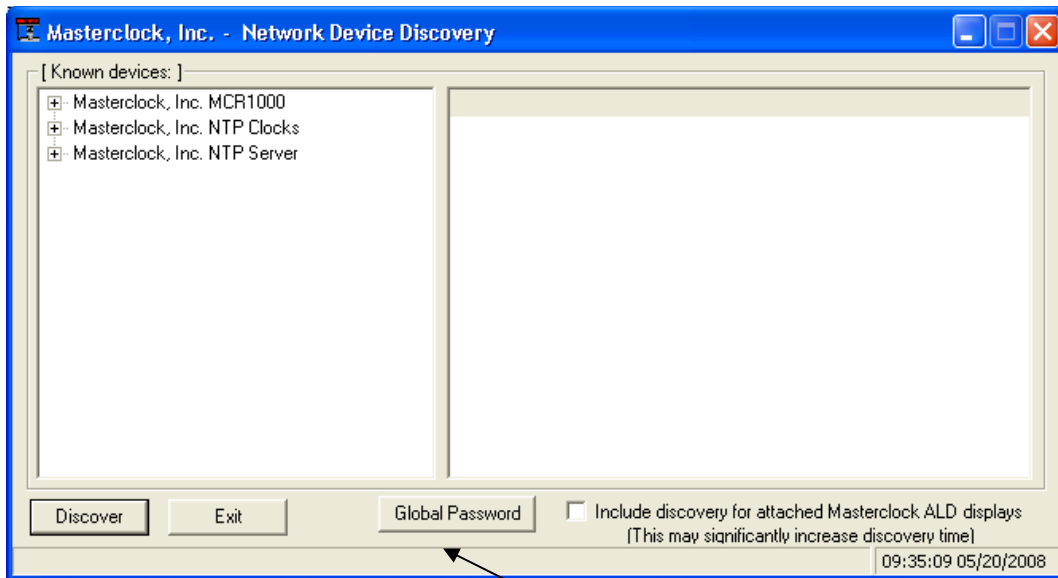 Masterclock, Inc. - Network Device Discovery
[ Known devices: ]
Masterclock, Inc. MCR1000
Masterclock, Inc. NTP Clocks
Masterclock, Inc. NTP Server
Discover
Exit
Global Password
Include discovery for attached Masterclock ALD displays
(This may significantly increase discovery time)
09:35:09 05/20/2008